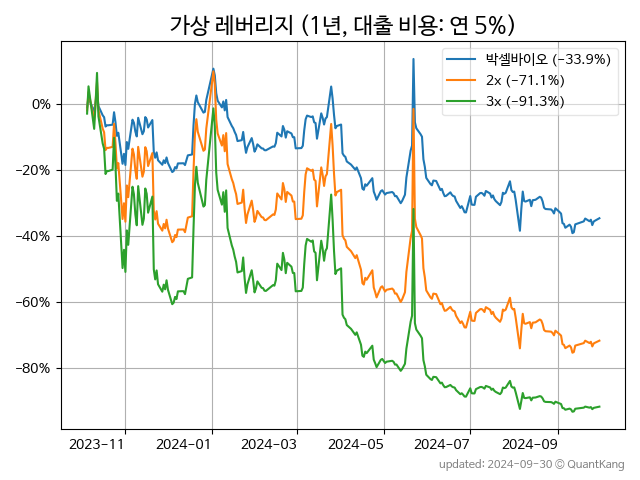 가상 레버리지 (1년, 대출 비용: 연 5%)
박셀바이오 (−33.9%)
2x (−71.1%)
3x (−91.3%)
0%
−20%
−40%
−60%
−80%
2023−11 2024−01 2024−03 2024−05 2024−07 2024−09
updated: 2024-09-30 © QuantKang